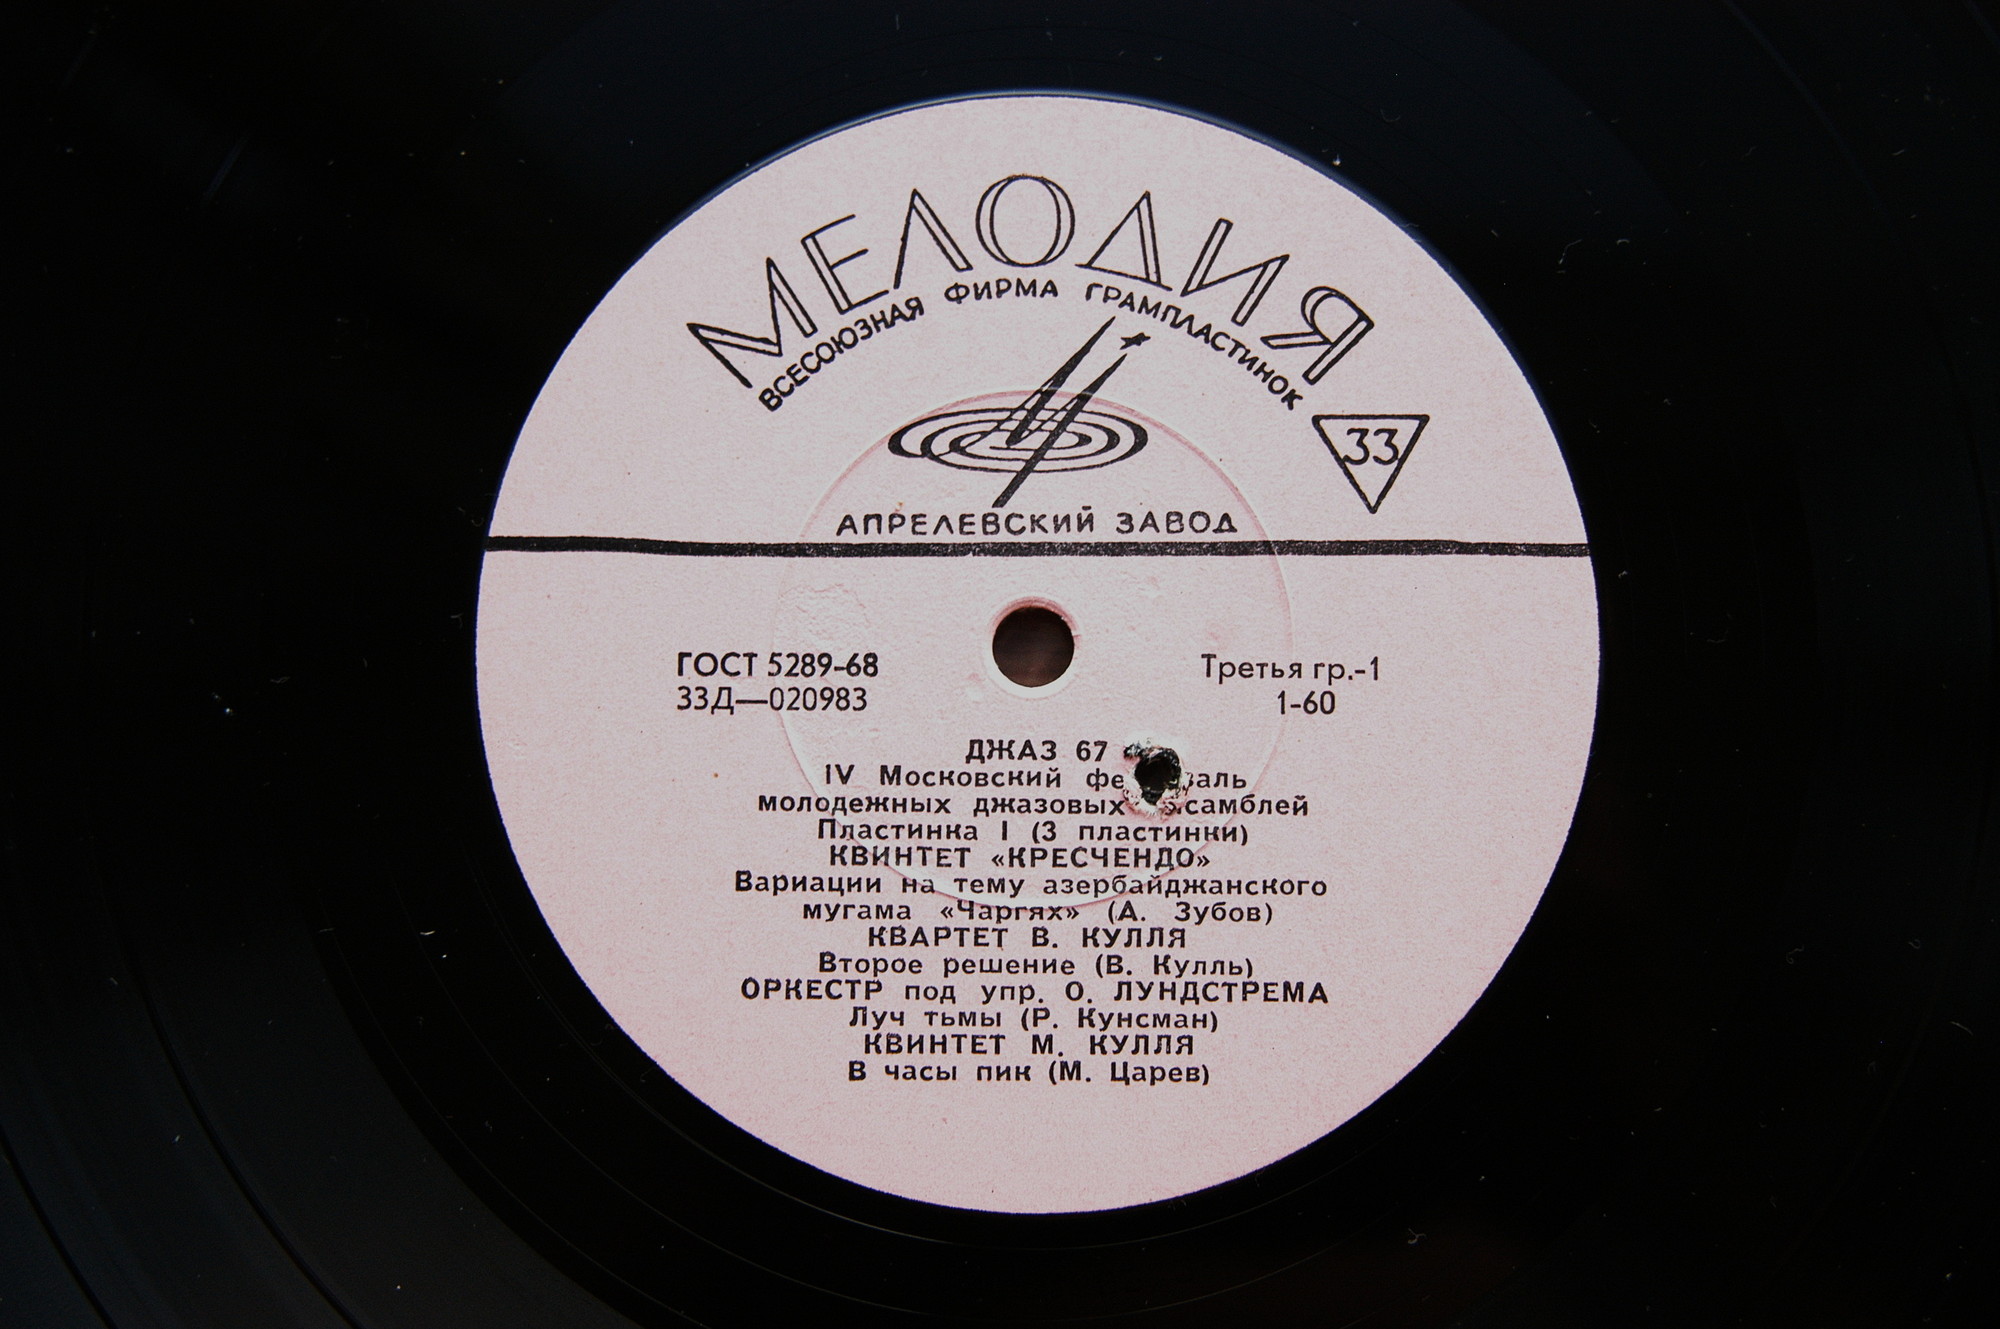 МЕЛОДИЯ
ВСЕСОЮЗНАЯ ФИРМА ГРАМПЛАСТИНОК
33
АПРЕЛЕВСКИЙ ЗАВОД
ГОСТ 5289-68
33Д—020983
Третья гр.-1
1-60
ДЖАЗ 67
IV Московский
молодежных джазовых
Пластинка I (3 пластинки)
КВИНТЕТ «КРЕСЧЕНДО»
Вариации на тему азербайджанского
мугама «Чаргях» (А. Зубов)
КВАРТЕТ В. КУЛЛЯ
Второе решение (В. Кулль)
ОРКЕСТР под упр. О. ЛУНДСТРЕМА
Луч тьмы (Р. Кунсман)
КВИНТЕТ М. КУЛЛЯ
В часы пик (М. Царев)